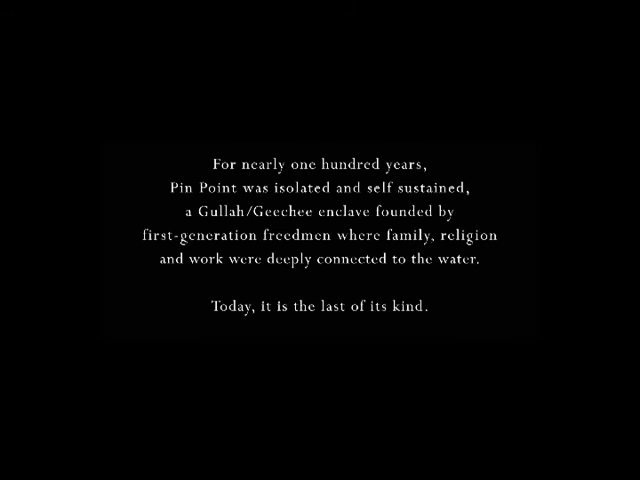 For nearly one hundred years,
Pin Point was isolated and self sustained,
a Gullah/Geechee enclave founded by
first-generation freedmen where family, religion
and work were deeply connected to the water.
Today, it is the last of its kind.